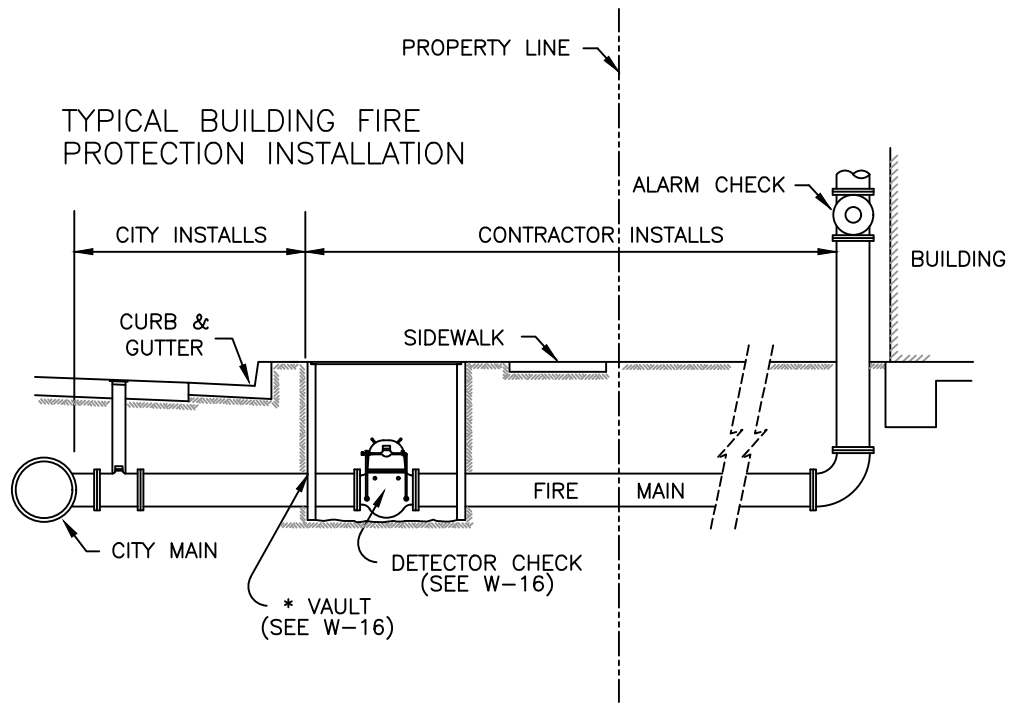 PROPERTY LINE
TYPICAL BUILDING FIRE
PROTECTION INSTALLATION
ALARM CHECK
CITY INSTALLS
CONTRACTOR INSTALLS
BUILDING
CURB &
GUTTER
SIDEWALK
FIRE MAIN
CITY MAIN
DETECTOR CHECK
(SEE W-16)
* VAULT
(SEE W-16)